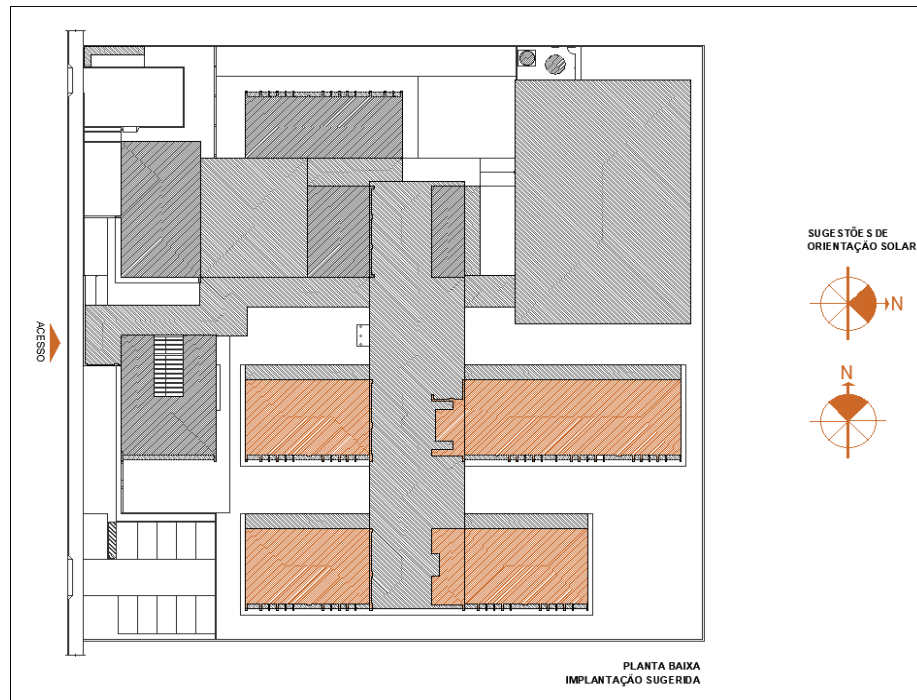 SUGESTÕES DE
ORIENTAÇÃO SOLAR
N
N
ACESSO
PLANTA BAIXA
IMPLANTAÇÃO SUGERIDA